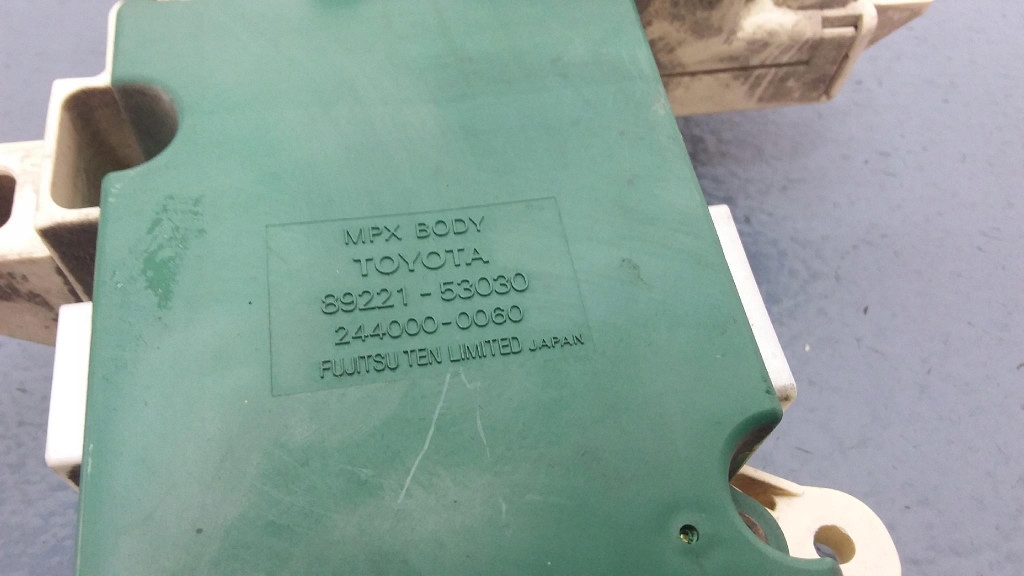 MPX BODY
TOYOTA
89221-53030
244000-0060
FUJITSU TEN LIMITED JAPAN